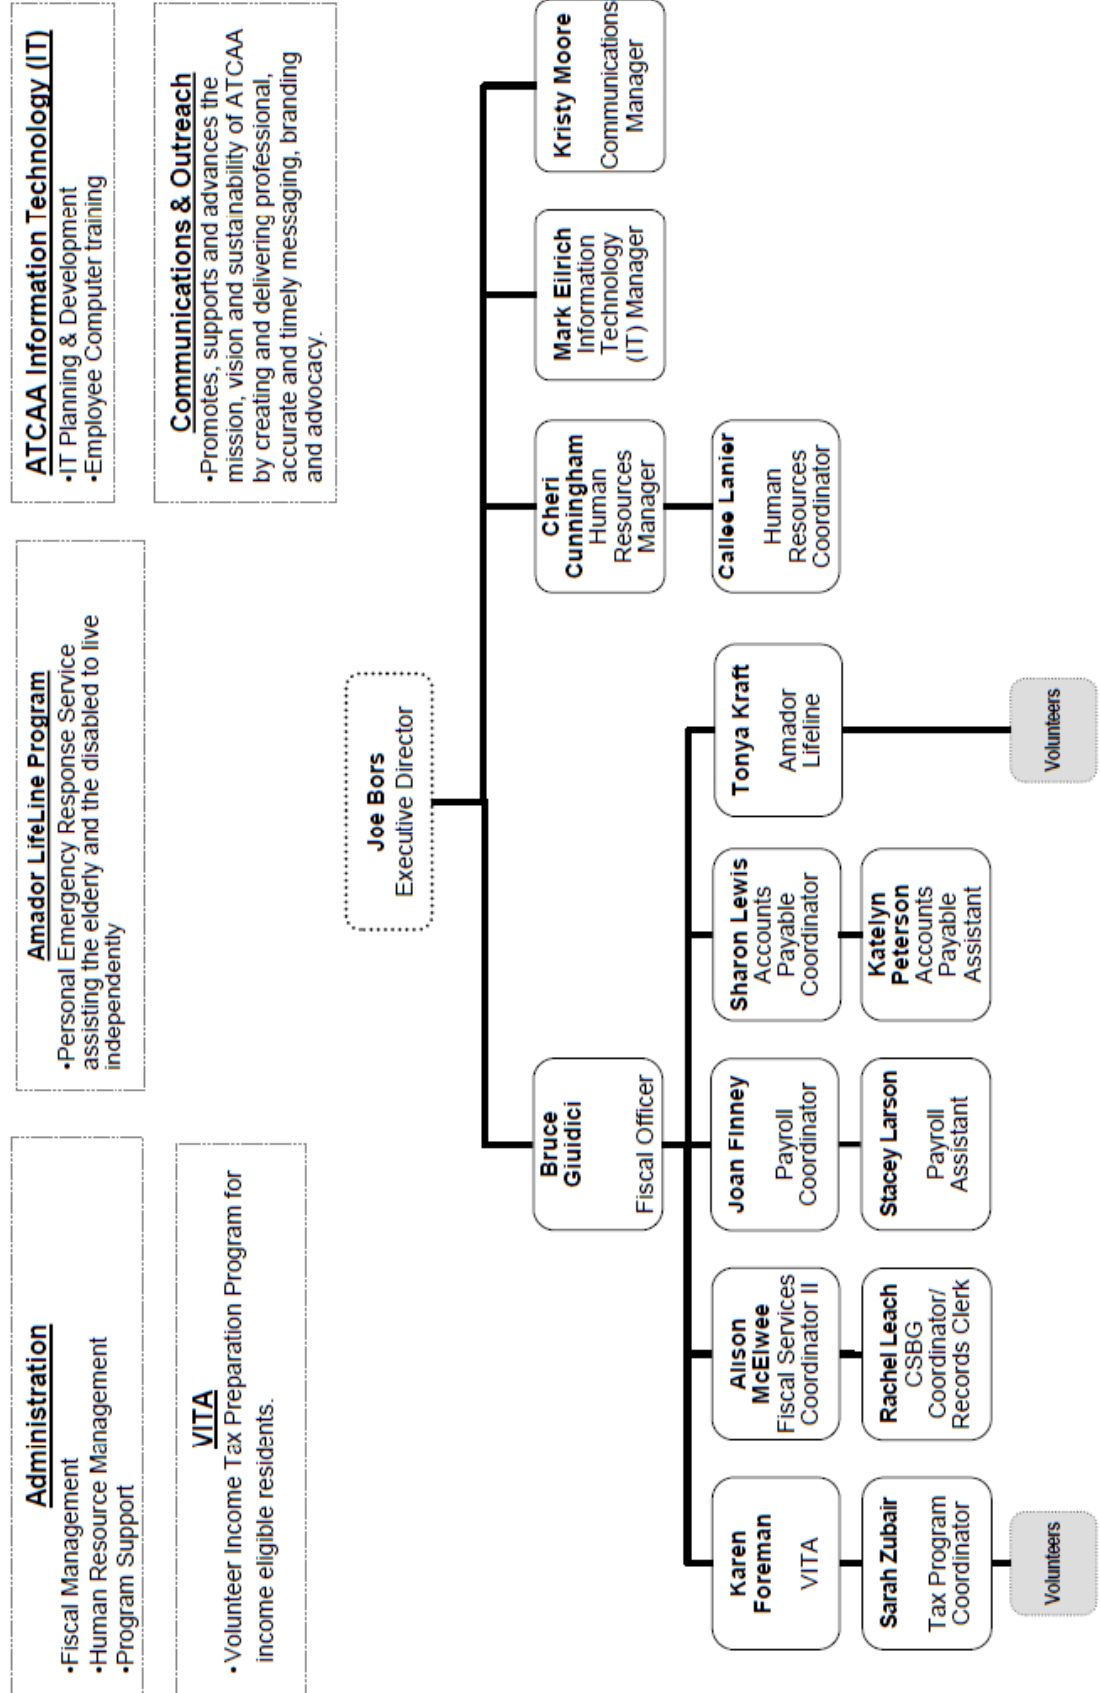 Administration
•Fiscal Management
•Human Resource Management
•Program Support
Amador LifeLine Program
•Personal Emergency Response Service
assisting the elderly and the disabled to live
independently
ATCAA Information Technology (IT)
•IT Planning & Development
•Employee Computer training
VITA
•Volunteer Income Tax Preparation Program for
income eligible residents.
Communications & Outreach
•Promotes, supports and advances the
mission, vision and sustainability of ATCAA
by creating and delivering professional,
accurate and timely messaging, branding
and advocacy.
Joe Bors
Executive Director
Bruce
Giuidici
Fiscal Officer
Cheri
Cunningham
Human
Resources
Manager
Mark Eilrich
Information
Technology
(IT) Manager
Kristy Moore
Communications
Manager
Karen
Foreman
VITA
Alison
McElwee
Fiscal Services
Coordinator II
Joan Finney
Payroll
Coordinator
Sharon Lewis
Accounts
Payable
Coordinator
Tonya Kraft
Amador
Lifeline
Callee Lanier
Human
Resources
Coordinator
Sarah Zubair
Tax Program
Coordinator
Rachel Leach
CSBG
Coordinator/
Records Clerk
Stacey Larson
Payroll
Assistant
Katelyn
Peterson
Accounts
Payable
Assistant
Volunteers
Volunteers